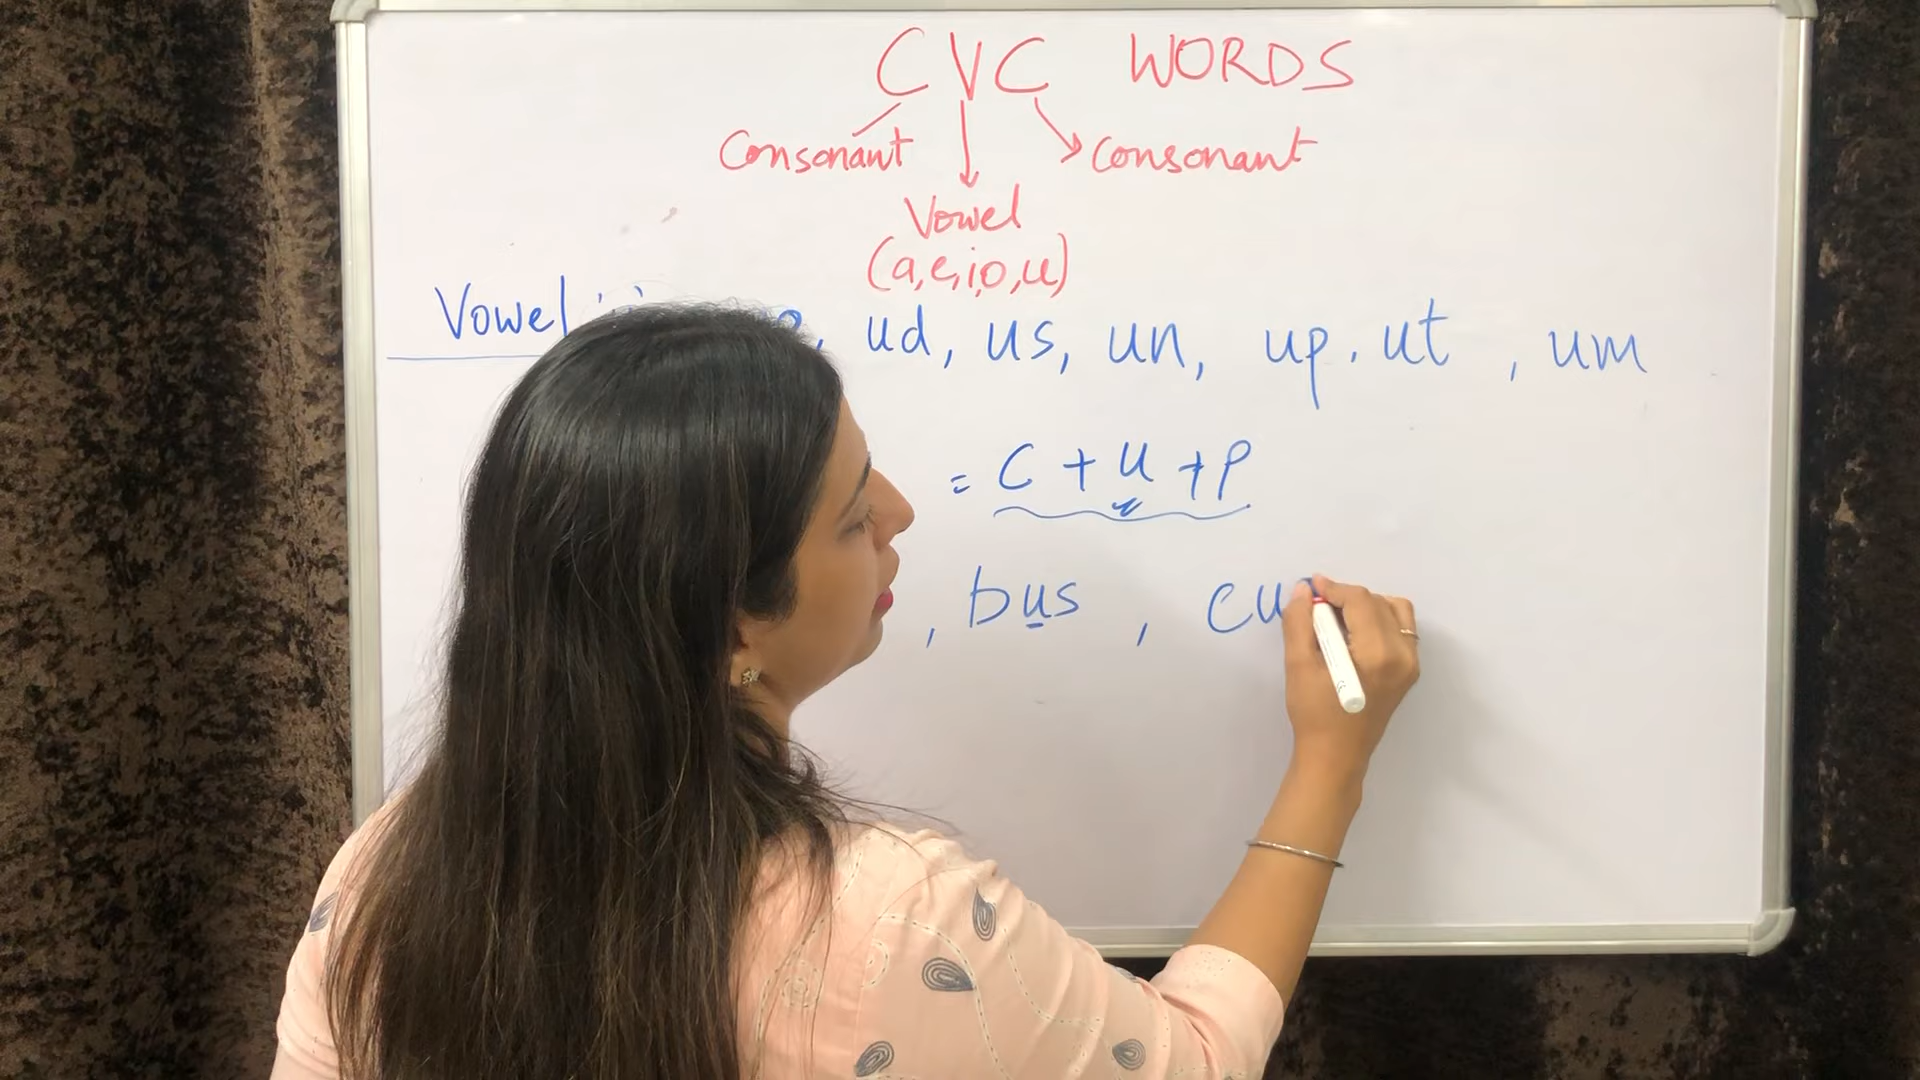 CVC WORDS
Consonant consonant
Vowel
(a,e,i,o,u)
Vowel ud, us, un, up. ut , um
= C + u + p
, bus , cu